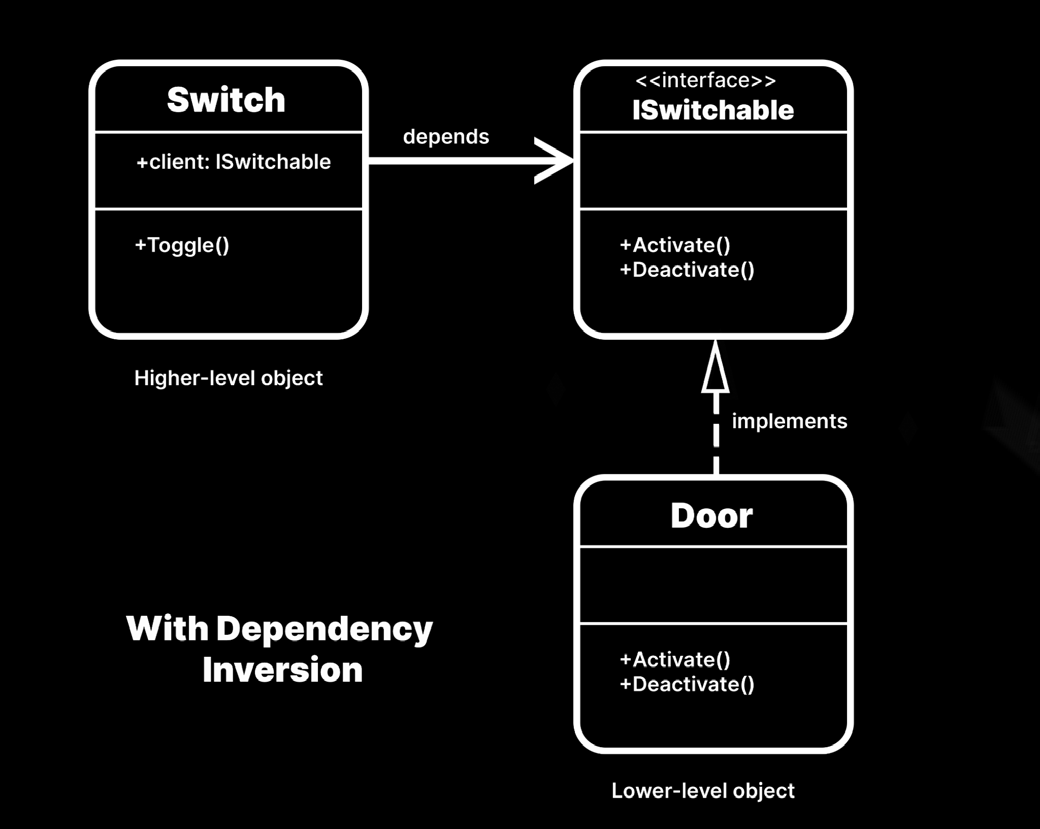 Switch
+client: ISwitchable
+Toggle()
Higher-level object
depends
<<interface>>
ISwitchable
+Activate()
+Deactivate()
implements
Door
+Activate()
+Deactivate()
Lower-level object
With Dependency
Inversion